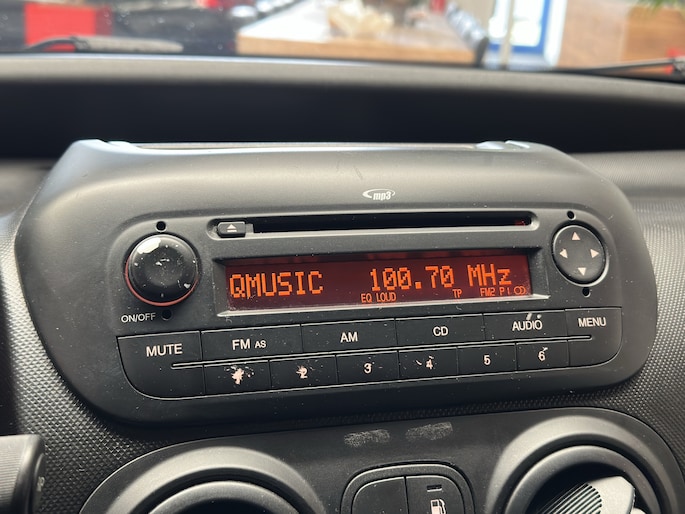 mp3
QMUSIC 100.70 MHz
EQ LOUD TP FM2 P1 CD
ON/OFF
MUTE FM AS AM CD AUDIO MENU
1 2 3 4 5 6